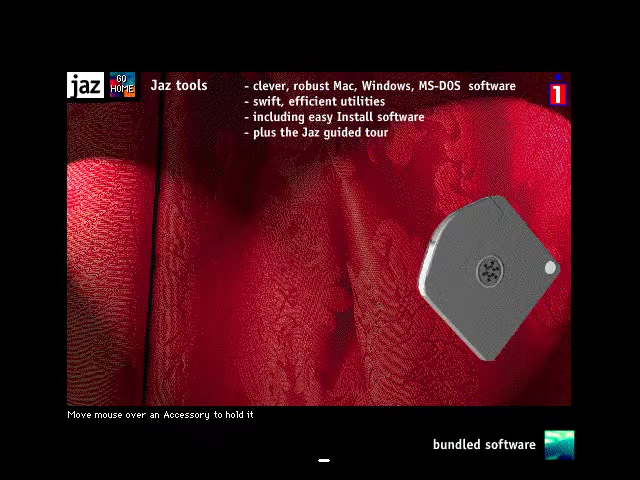 jaz
GO
HOME
Jaz tools
- clever, robust Mac, Windows, MS-DOS software
- swift, efficient utilities
- including easy Install software
- plus the Jaz guided tour
1
Move mouse over an Accessory to hold it
bundled software